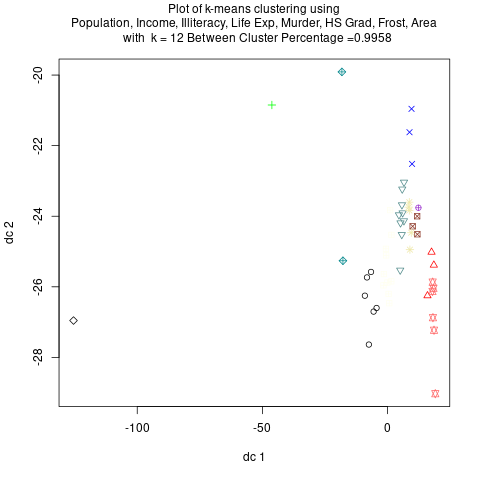 Plot of k-means clustering using
Population, Income, Illiteracy, Life Exp, Murder, HS Grad, Frost, Area
with k = 12 Between Cluster Percentage =0.9958
-20
-22
-24
-26
-28
dc 2
-100
-50
0
dc 1